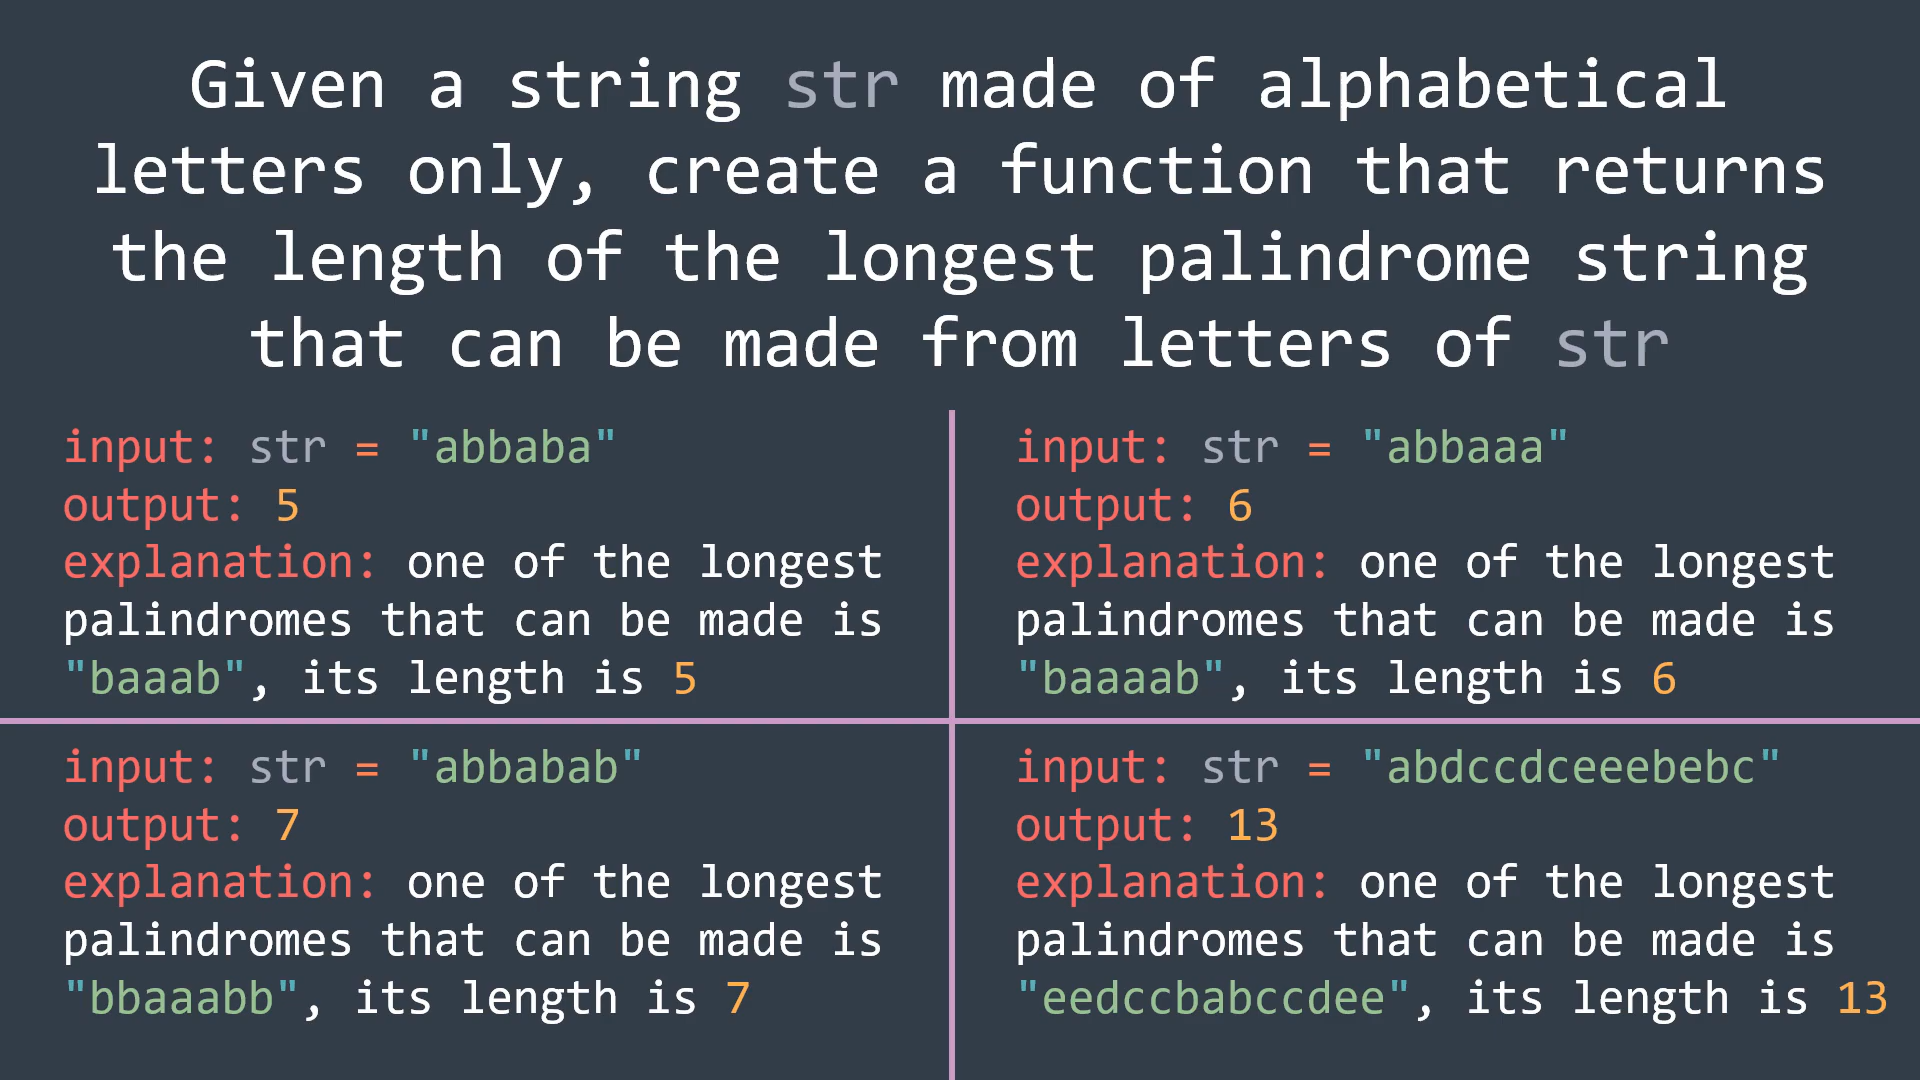 Given a string str made of alphabetical
letters only, create a function that returns
the length of the longest palindrome string
that can be made from letters of str
input: str = "abbaba"
output: 5
explanation: one of the longest
palindromes that can be made is
"baaab", its length is 5
input: str = "abbaaa"
output: 6
explanation: one of the longest
palindromes that can be made is
"baaaab", its length is 6
input: str = "abbabab"
output: 7
explanation: one of the longest
palindromes that can be made is
"bbaaabb", its length is 7
input: str = "abdccdceeebebc"
output: 13
explanation: one of the longest
palindromes that can be made is
"eedccbabccdee", its length is 13